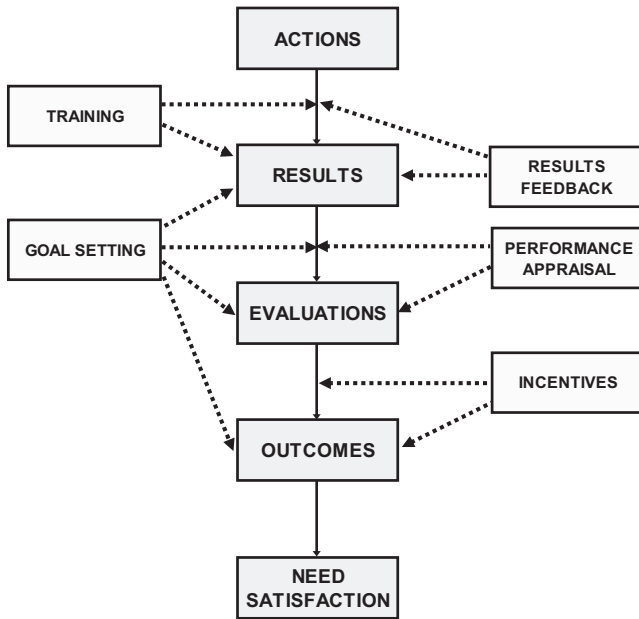 ACTIONS
TRAINING
RESULTS
RESULTS
FEEDBACK
GOAL SETTING
PERFORMANCE
APPRAISAL
EVALUATIONS
INCENTIVES
OUTCOMES
NEED
SATISFACTION